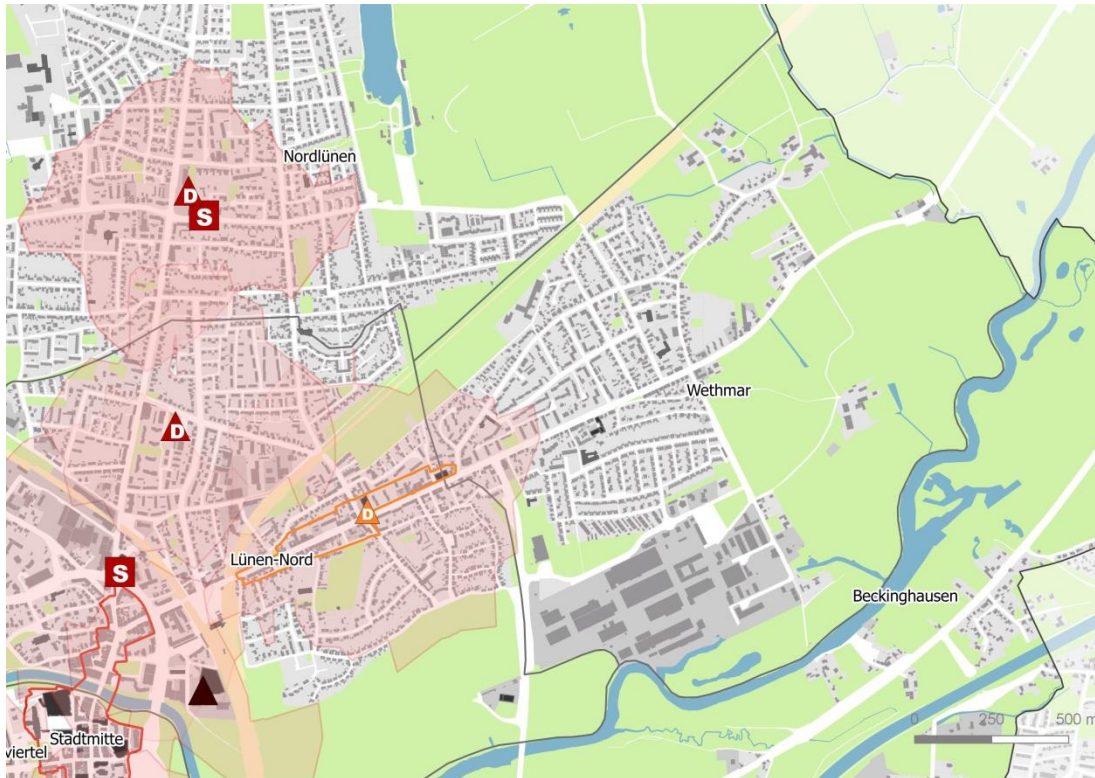 Nordlünen
D
S
Wethmar
D
D
Lünen-Nord
S
Beckinghausen
0 250 500 m
Stadtmitte
viertel